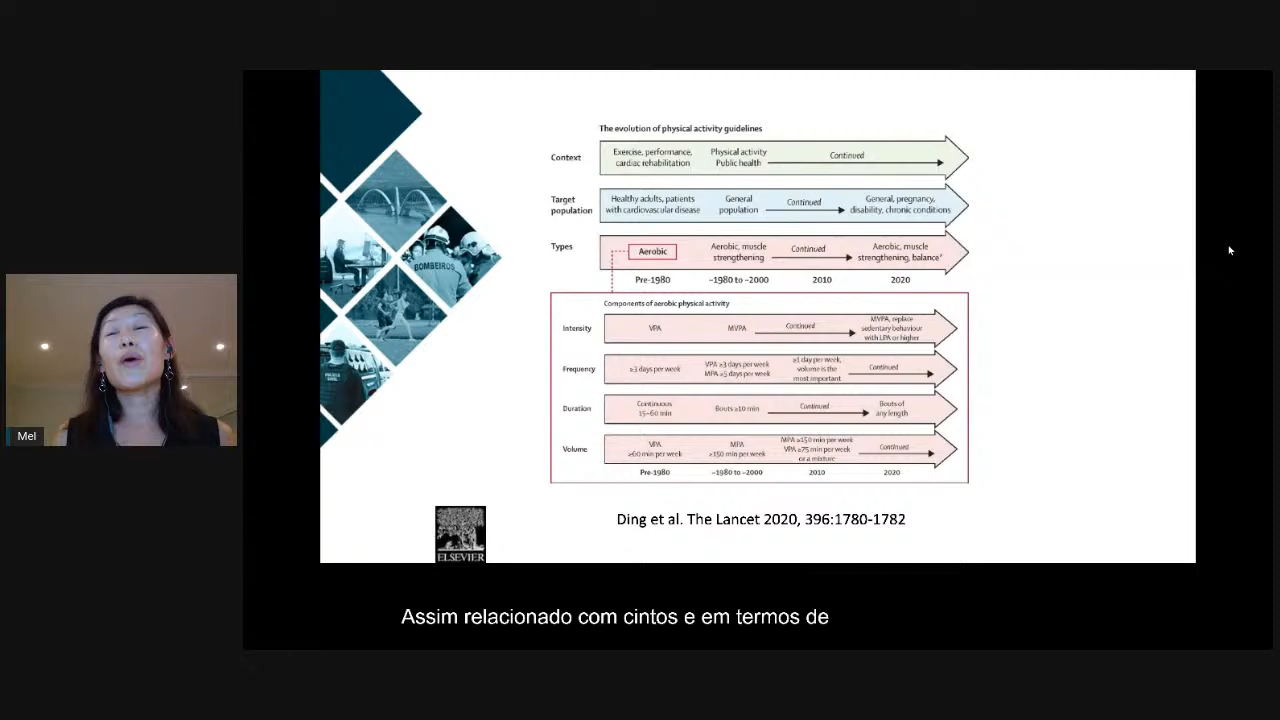 The evolution of physical activity guidelines
Context
Exercise, performance,
cardiac rehabilitation
Physical activity
Public health
Continued
Target
population
Healthy adults, patients
with cardiovascular disease
General
population
Continued
General, pregnancy,
disability, chronic conditions
Types
Aerobic
Aerobic, muscle
strengthening
Continued
Aerobic, muscle
strengthening, balance*
Pre-1980
~1980 to ~2000
2010
2020
Components of aerobic physical activity
Intensity
VPA
MVPA
Continued
MVPA, replace
sedentary behaviour
with LPA or higher
Frequency
≥3 days per week
VPA ≥3 days per week
MPA ≥5 days per week
≥1 day per week,
volume is the
most important
Continued
Duration
Continuous
15–60 min
Bouts ≥10 min
Continued
Bouts of
any length
Volume
VPA
≥60 min per week
MPA
≥150 min per week
MPA ≥150 min per week
VPA ≥75 min per week
or a mixture
Continued
Pre-1980
~1980 to ~2000
2010
2020
BOMBEIROS
Mel
ELSEVIER
Ding et al. The Lancet 2020, 396:1780-1782
Assim relacionado com cintos e em termos de